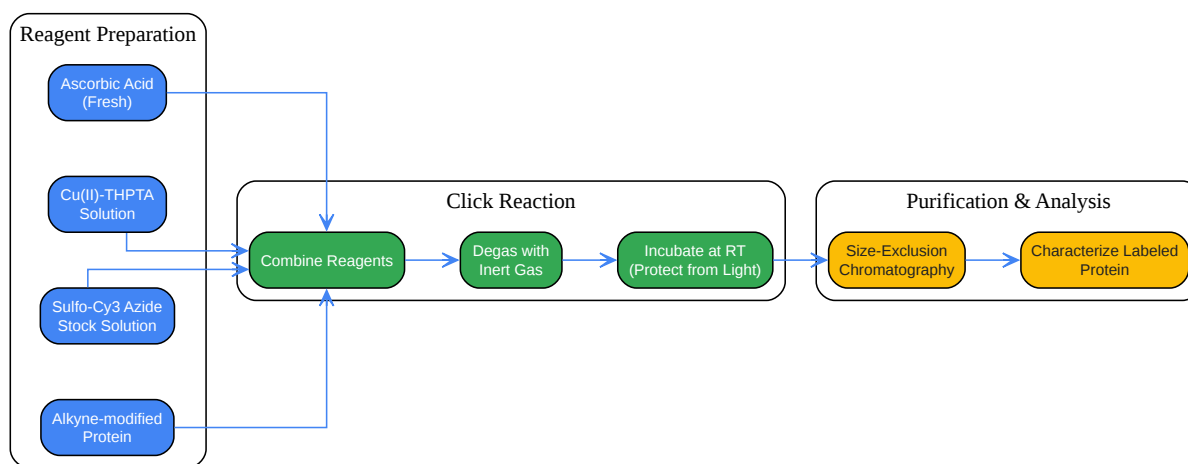 Reagent Preparation
Ascorbic Acid
(Fresh)
Cu(II)-THPTA
Solution
Sulfo-Cy3 Azide
Stock Solution
Alkyne-modified
Protein
Click Reaction
Combine Reagents
Degas with
Inert Gas
Incubate at RT
(Protect from Light)
Purification & Analysis
Size-Exclusion
Chromatography
Characterize Labeled
Protein